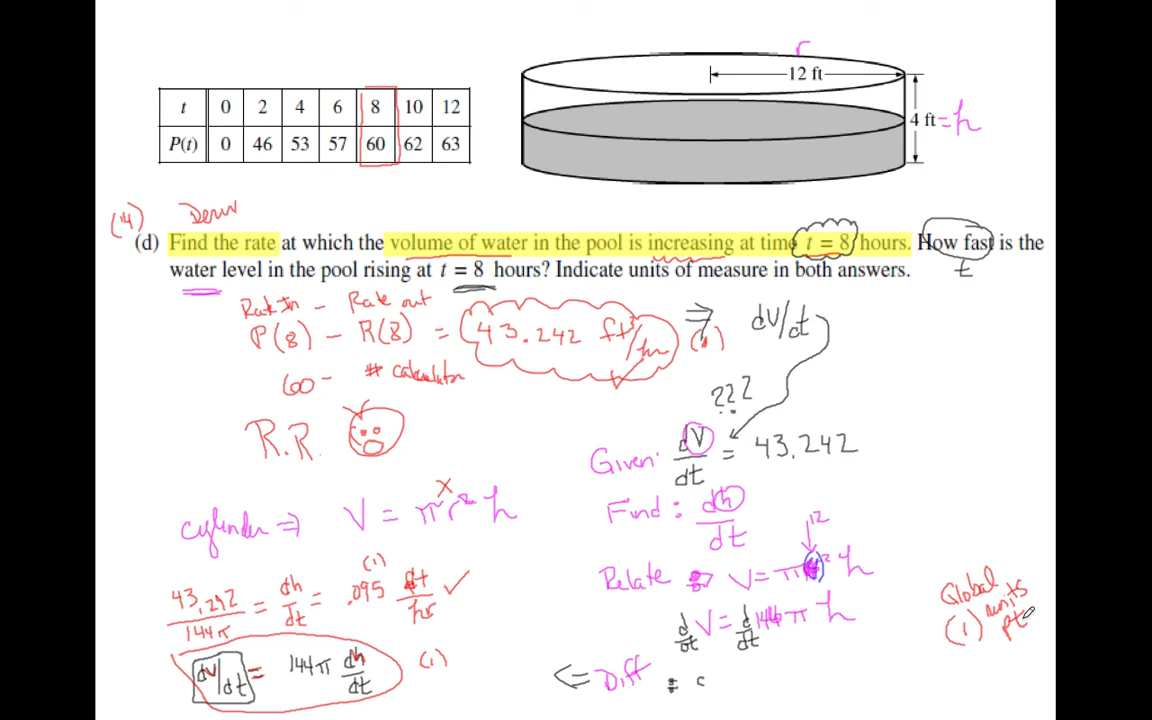 r
12 ft
4 ft = h
t 0 2 4 6 8 10 12
P(t) 0 46 53 57 60 62 63
(4) Deriv
(d) Find the rate at which the volume of water in the pool is increasing at time t = 8 hours. How fast is the
water level in the pool rising at t = 8 hours? Indicate units of measure in both answers.
t
Rate In − Rate out
P(8) − R(8) = 43.242 ft³/hr (1) ⇒ dV/dt
60 − # calculator
???
R.R.
Given: dV/dt = 43.242
Find: dh/dt
cylinder ⇒ V = πr²h
x
12
Relate V = π ² h
43.242/144π = dh/dt = .095 ft/hr ✓
(1)
d/dt V = d/dt 144π h
Global
(1) units pt
dV/dt = 144π dh/dt (1)
⇐ Diff =